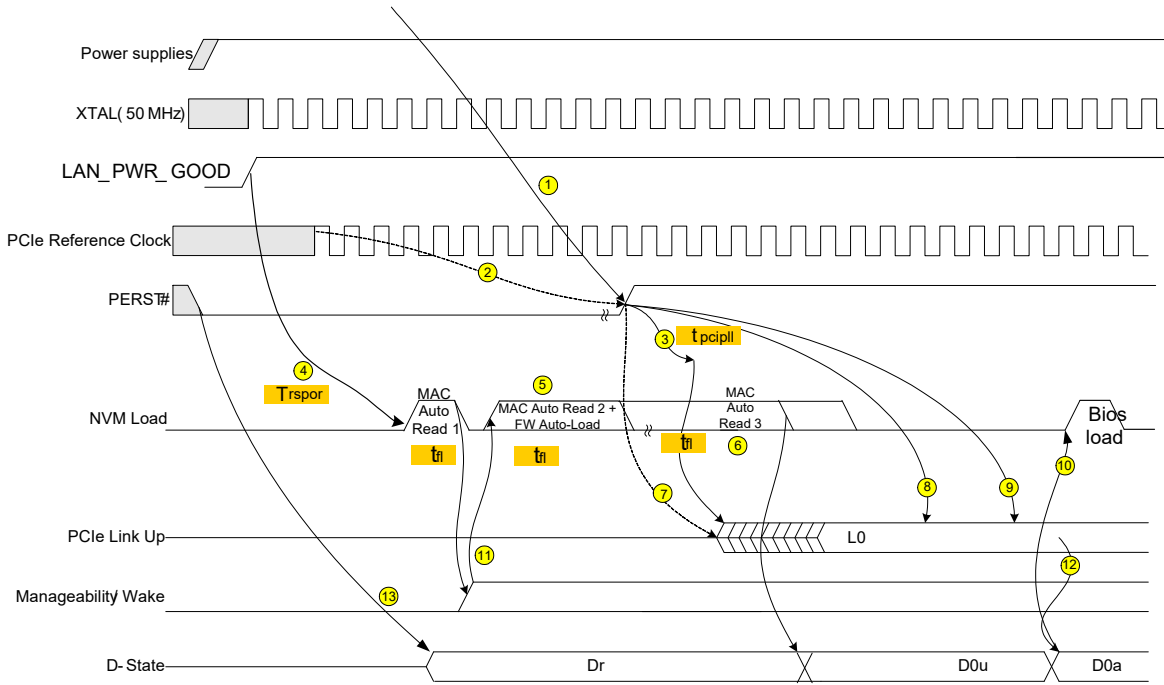 Power supplies
XTAL( 50 MHz)
LAN_PWR_GOOD
1
PCIe Reference Clock
2
PERST#
3
t pcipll
4
Trspor
5
MAC
Auto
Read 1
MAC Auto Read 2 +
FW Auto-Load
MAC
Auto
Read 3
NVM Load
Bios
load
tfl
tfl
tfl
6
10
7
8
9
PCIe Link Up
L0
11
12
Manageability/Wake
13
D-State
Dr
D0u
D0a